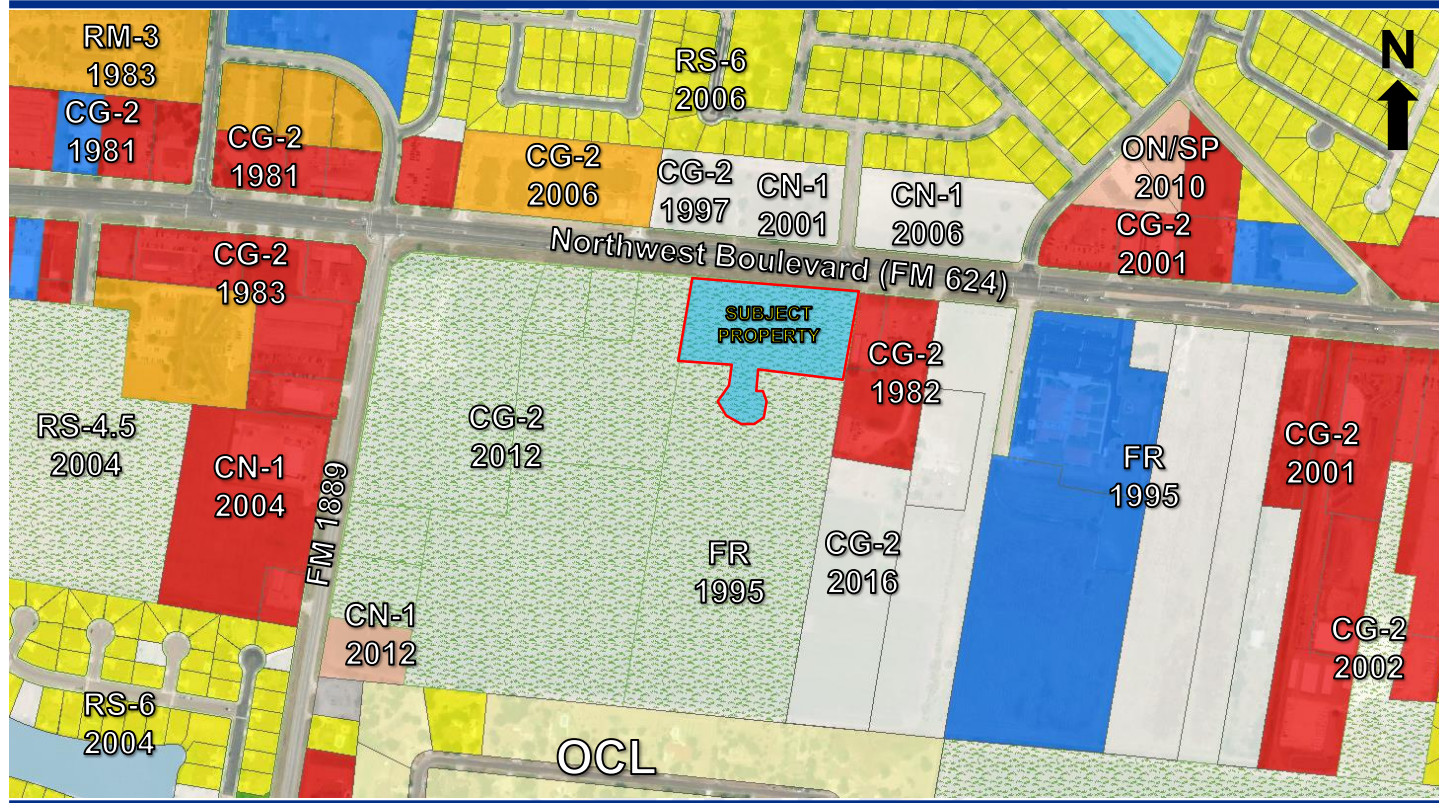 RM-3
1983
CG-2
1981
CG-2
1981
RS-6
2006
N
CG-2
2006
CG-2
1997
CN-1
2001
CN-1
2006
ON/SP
2010
CG-2
2001
Northwest Boulevard (FM 624)
CG-2
1983
SUBJECT
PROPERTY
CG-2
1982
RS-4.5
2004
CN-1
2004
FM 1889
CG-2
2012
FR
1995
CG-2
2001
FR
1995
CG-2
2016
CN-1
2012
CG-2
2002
RS-6
2004
OCL